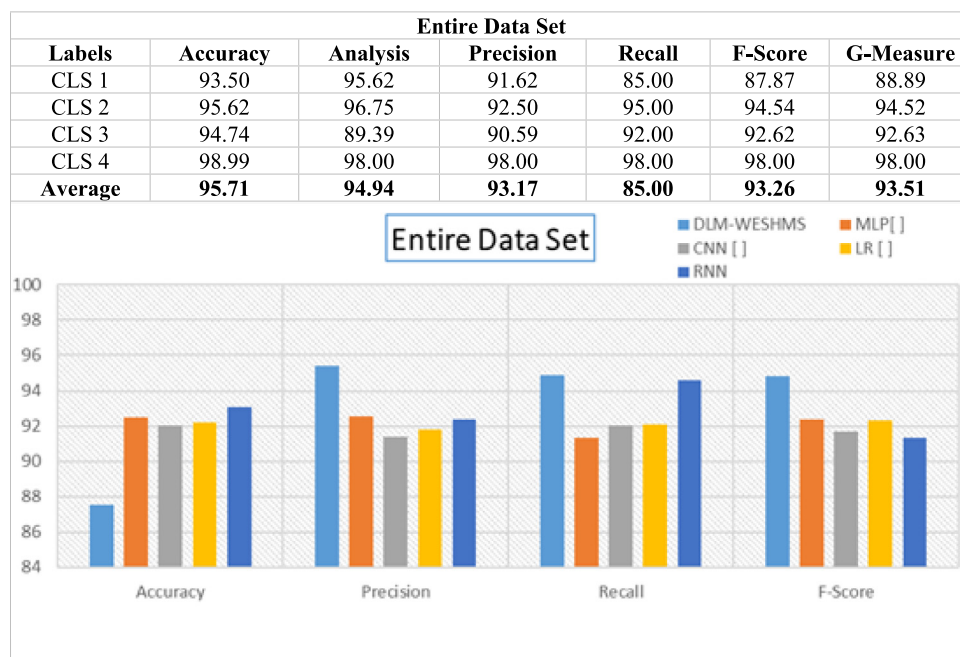 Entire Data Set
Labels Accuracy Analysis Precision Recall F-Score G-Measure
CLS 1 93.50 95.62 91.62 85.00 87.87 88.89
CLS 2 95.62 96.75 92.50 95.00 94.54 94.52
CLS 3 94.74 89.39 90.59 92.00 92.62 92.63
CLS 4 98.99 98.00 98.00 98.00 98.00 98.00
Average 95.71 94.94 93.17 85.00 93.26 93.51
Entire Data Set
DLM-WESHMS MLP[ ]
CNN [ ] LR [ ]
RNN
100
98
96
94
92
90
88
86
84
Accuracy Precision Recall F-Score